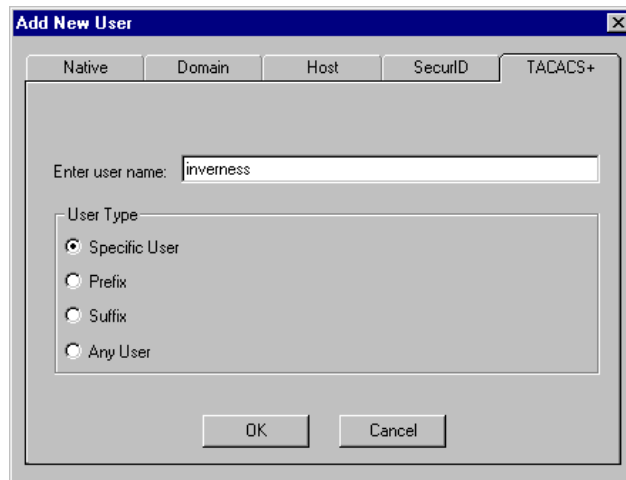 Add New User
Native Domain Host SecurID TACACS+
Enter user name: inverness
User Type
Specific User
Prefix
Suffix
Any User
OK Cancel